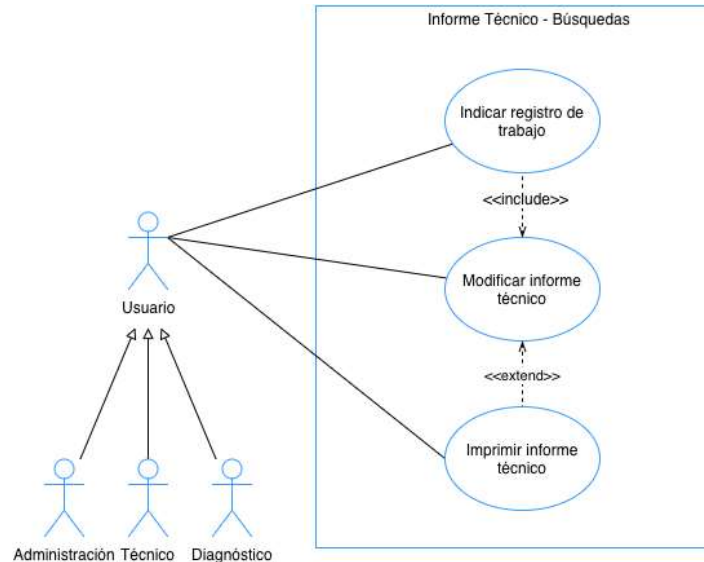 Informe Técnico - Búsquedas
Indicar registro de
trabajo
<<include>>
Modificar informe
técnico
Usuario
<<extend>>
Imprimir informe
técnico
Administración
Técnico
Diagnóstico